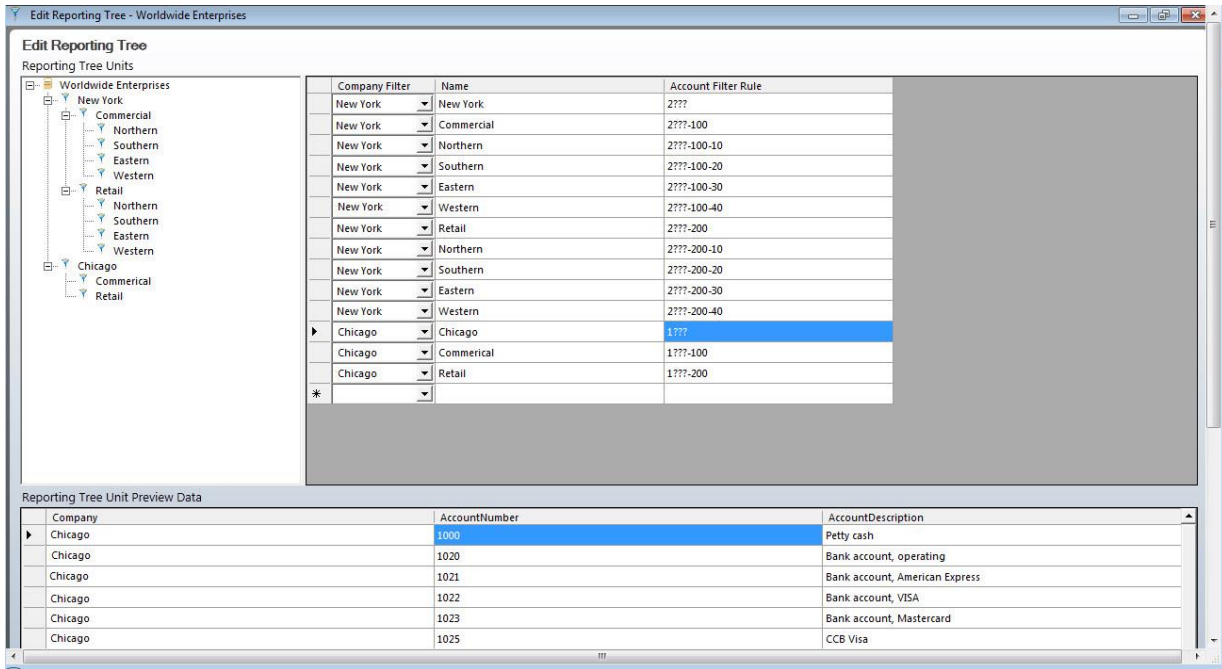 Edit Reporting Tree - Worldwide Enterprises
Edit Reporting Tree
Reporting Tree Units
Worldwide Enterprises
New York
Commercial
Northern
Southern
Eastern
Western
Retail
Northern
Southern
Eastern
Western
Chicago
Commerical
Retail
Company Filter Name Account Filter Rule
New York New York 2???
New York Commercial 2???-100
New York Northern 2???-100-10
New York Southern 2???-100-20
New York Eastern 2???-100-30
New York Western 2???-100-40
New York Retail 2???-200
New York Northern 2???-200-10
New York Southern 2???-200-20
New York Eastern 2???-200-30
New York Western 2???-200-40
Chicago Chicago 1???
Chicago Commerical 1???-100
Chicago Retail 1???-200
Reporting Tree Unit Preview Data
Company AccountNumber AccountDescription
Chicago 1000 Petty cash
Chicago 1020 Bank account, operating
Chicago 1021 Bank account, American Express
Chicago 1022 Bank account, VISA
Chicago 1023 Bank account, Mastercard
Chicago 1025 CCB Visa